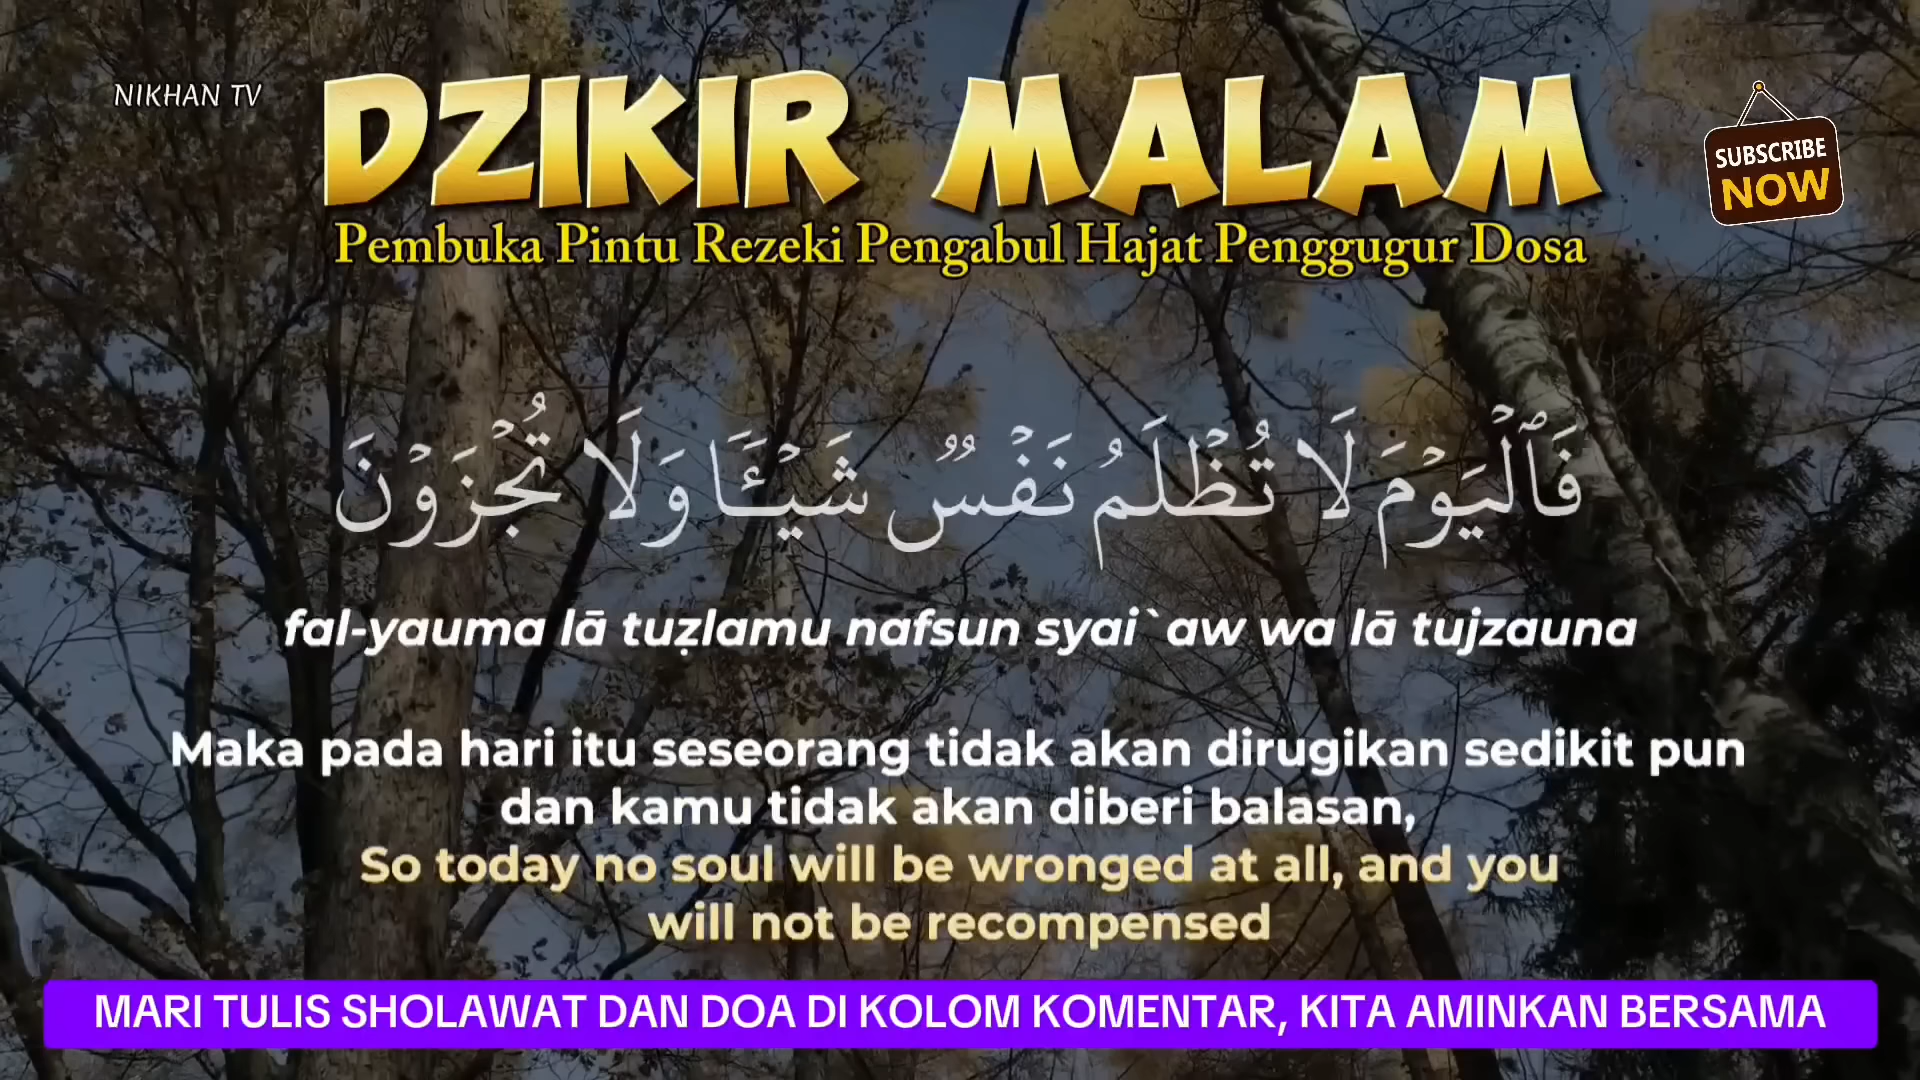 NIKHAN TV
DZIKIR MALAM
SUBSCRIBE
NOW
Pembuka Pintu Rezeki Pengabul Hajat Penggugur Dosa
فَٱلْيَوْمَ لَا تُظْلَمُ نَفْسٌ شَيْـًٔا وَلَا تُجْزَوْنَ
fal-yauma lā tuẓlamu nafsun syai`aw wa lā tujzauna
Maka pada hari itu seseorang tidak akan dirugikan sedikit pun
dan kamu tidak akan diberi balasan,
So today no soul will be wronged at all, and you
will not be recompensed
MARI TULIS SHOLAWAT DAN DOA DI KOLOM KOMENTAR, KITA AMINKAN BERSAMA